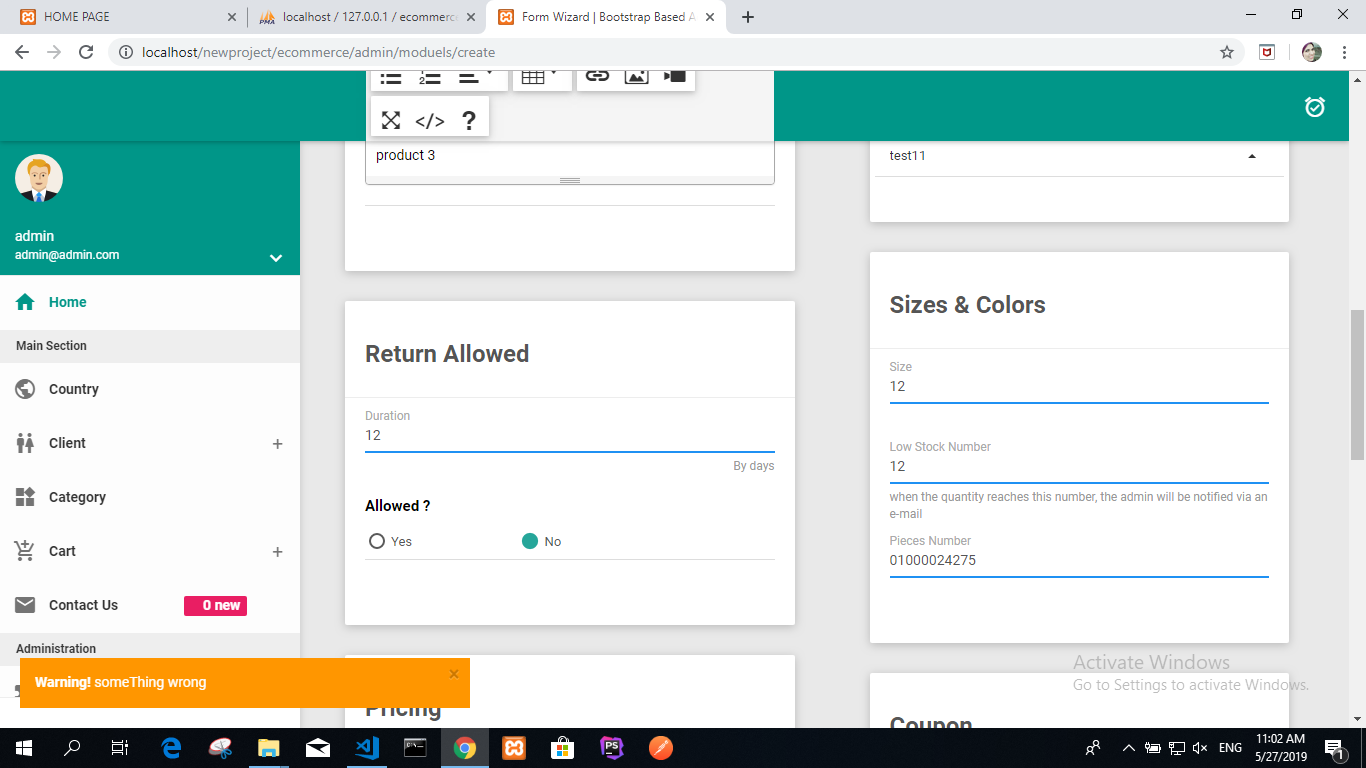 HOME PAGE
localhost / 127.0.0.1 / ecommerc
Form Wizard | Bootstrap Based A
localhost/newproject/ecommerce/admin/moduels/create
</>
?
product 3
test11
admin
admin@admin.com
Home
Main Section
Country
Client
Category
Cart
Contact Us
0 new
Administration
Warning! someThing wrong
Return Allowed
Duration
12
By days
Allowed ?
Yes
No
Pricing
Sizes & Colors
Size
12
Low Stock Number
12
when the quantity reaches this number, the admin will be notified via an
e-mail
Pieces Number
01000024275
Coupon
Activate Windows
Go to Settings to activate Windows.
ENG
11:02 AM
5/27/2019
1